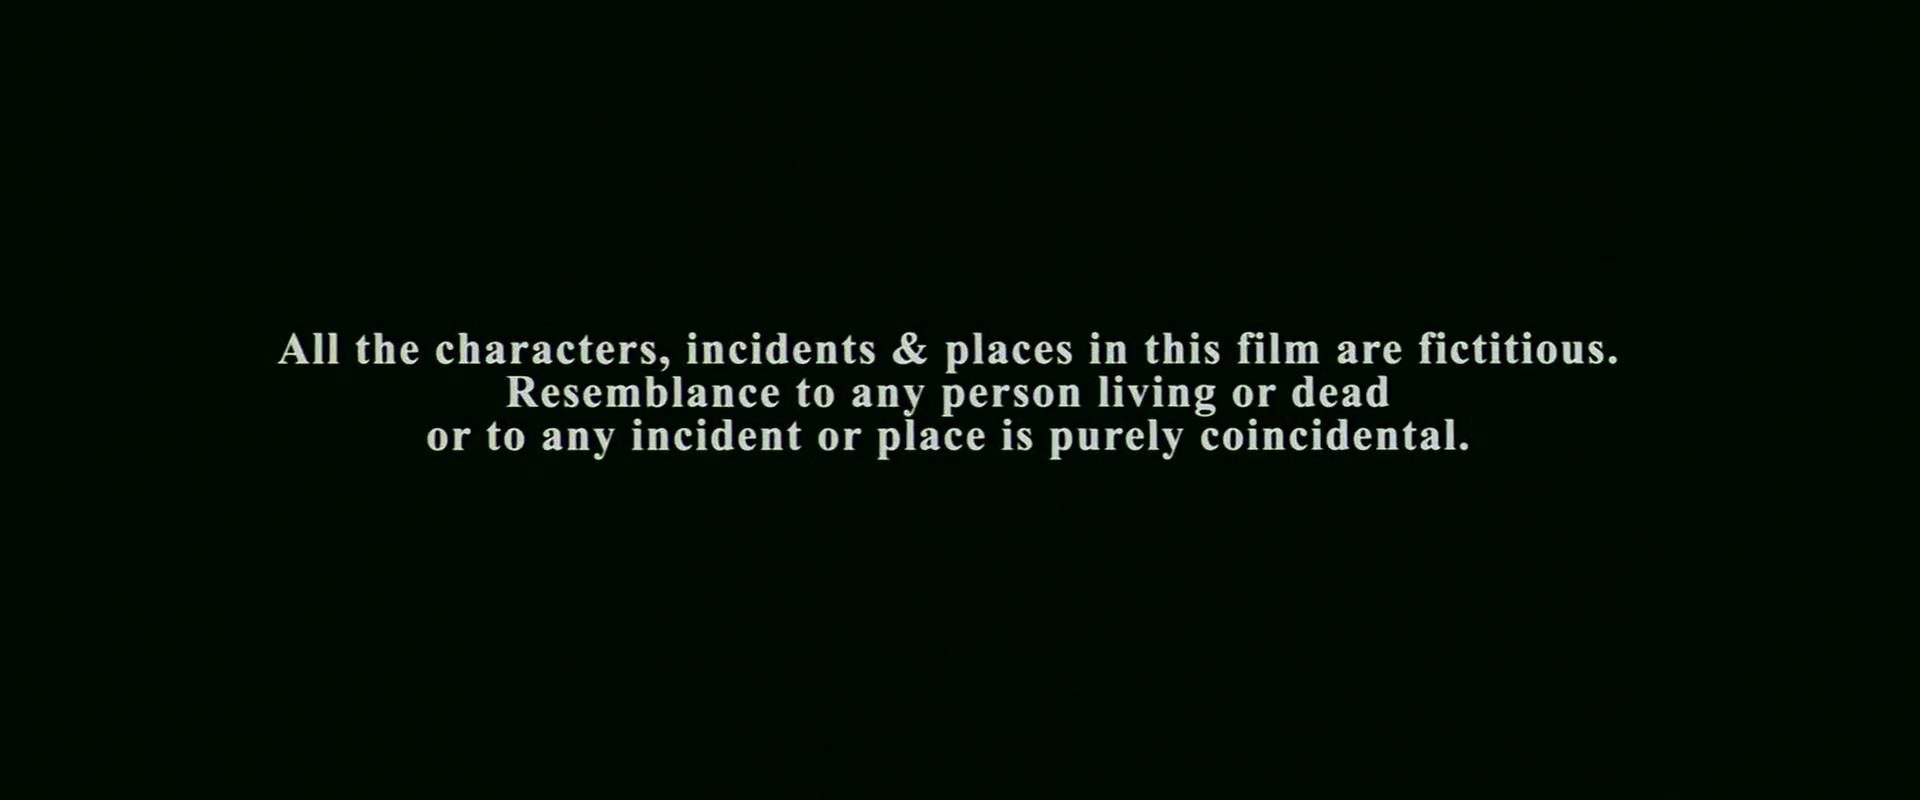 All the characters, incidents & places in this film are fictitious.
Resemblance to any person living or dead
or to any incident or place is purely coincidental.